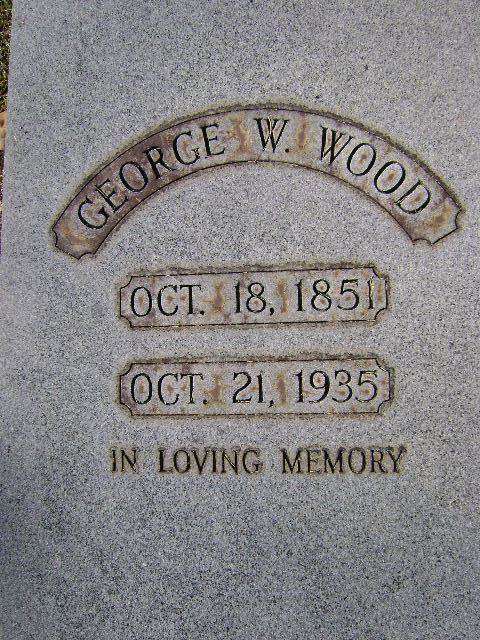 GEORGE W. WOOD
OCT. 18, 1851
OCT. 21, 1935
IN LOVING MEMORY